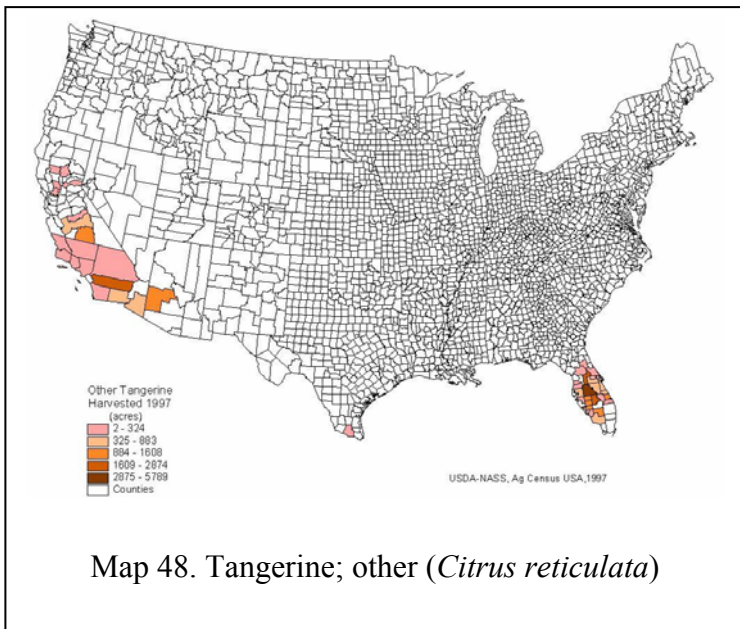 Other Tangerine
Harvested 1997
(acres)
2 - 324
325 - 883
884 - 1608
1609 - 2874
2875 - 5789
Counties
USDA-NASS, Ag Census USA,1997
Map 48. Tangerine; other (Citrus reticulata)